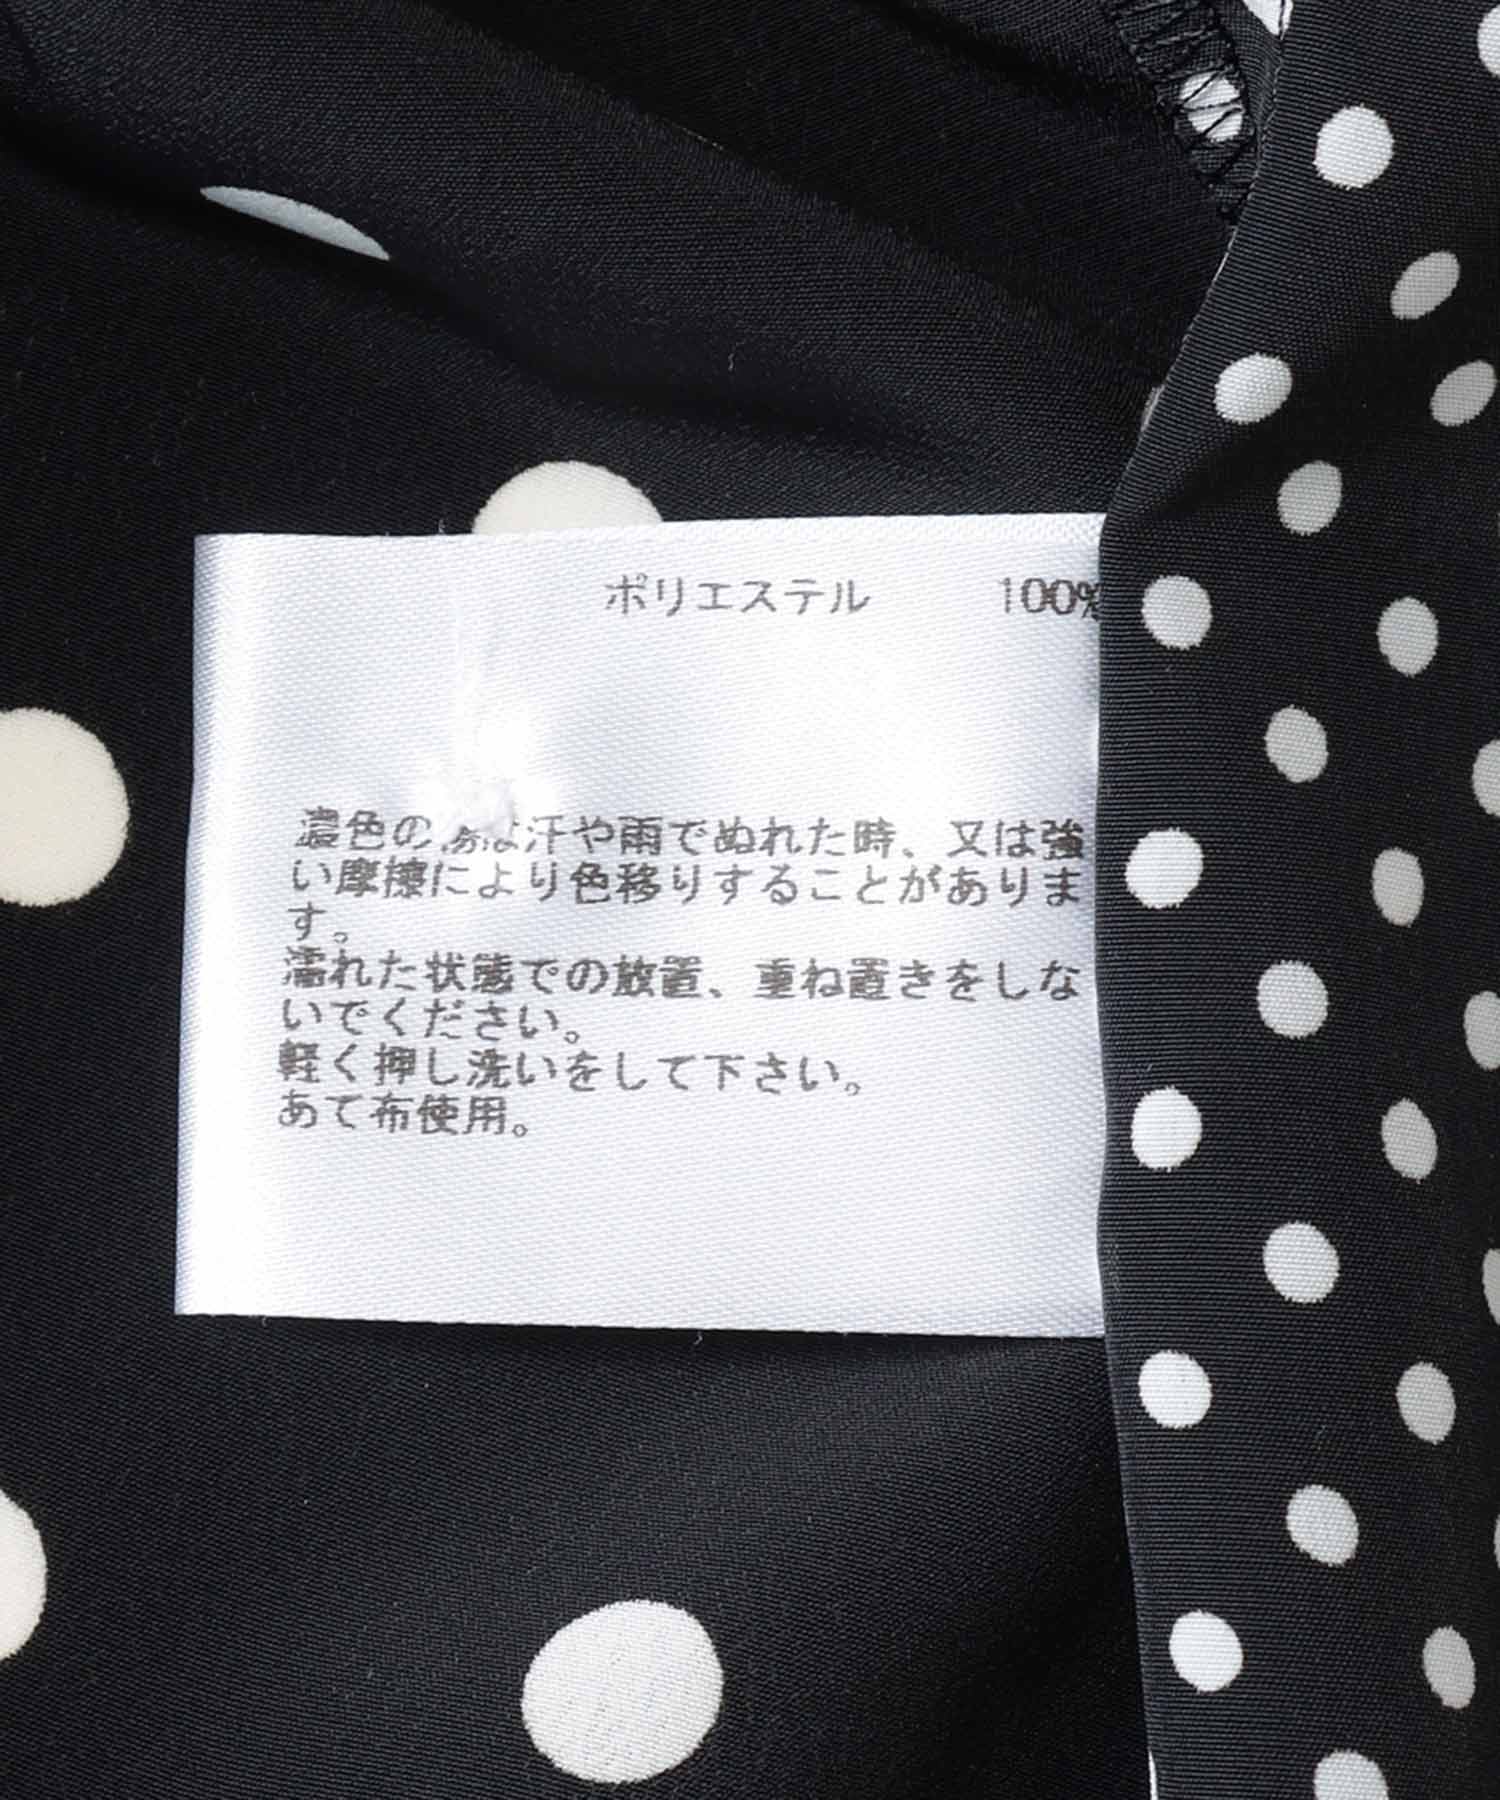 ポリエステル 100%
濃色の は汗や雨でぬれた時、又は強
い摩擦により色移りすることがありま
す。
濡れた状態での放置、重ね置きをしな
いでください。
軽く押し洗いをして下さい。
あて布使用。